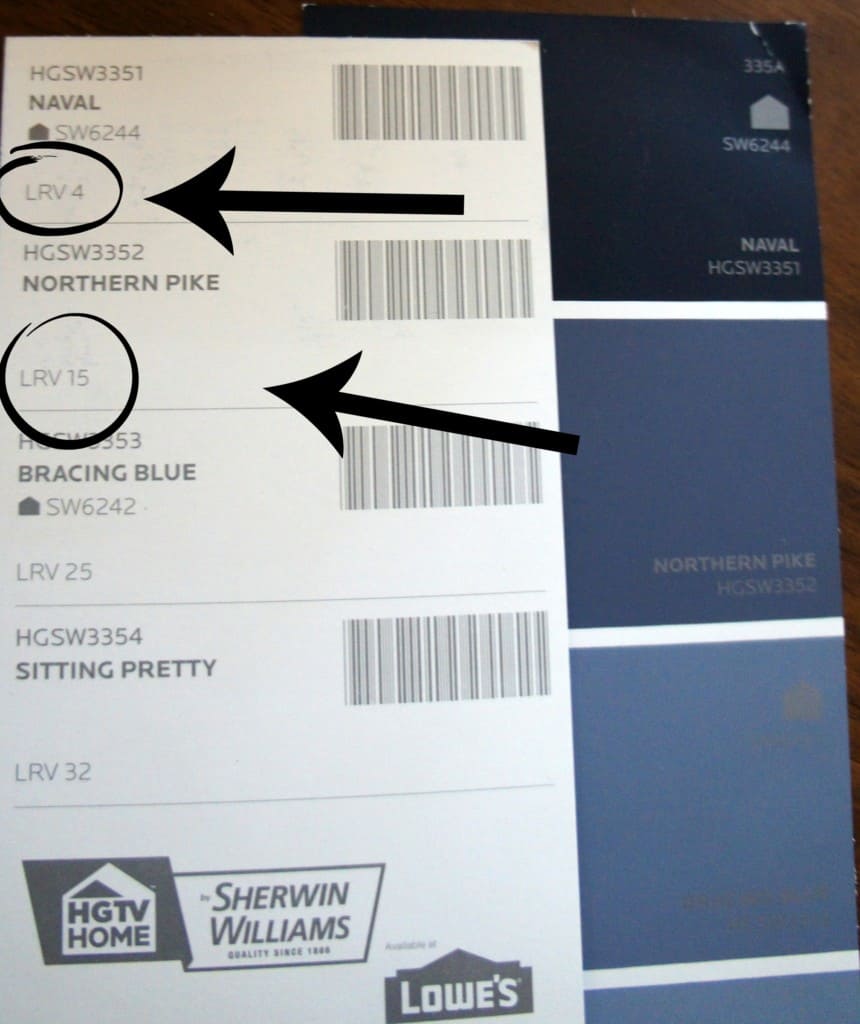 HGSW3351
NAVAL
SW6244
LRV 4
HGSW3352
NORTHERN PIKE
LRV 15
HGSW3353
BRACING BLUE
SW6242
LRV 25
HGSW3354
SITTING PRETTY
LRV 32
HGTV
HOME
by SHERWIN
WILLIAMS
QUALITY SINCE 1866
Available at
LOWE'S
335A
SW6244
NAVAL
HGSW3351
NORTHERN PIKE
HGSW3352